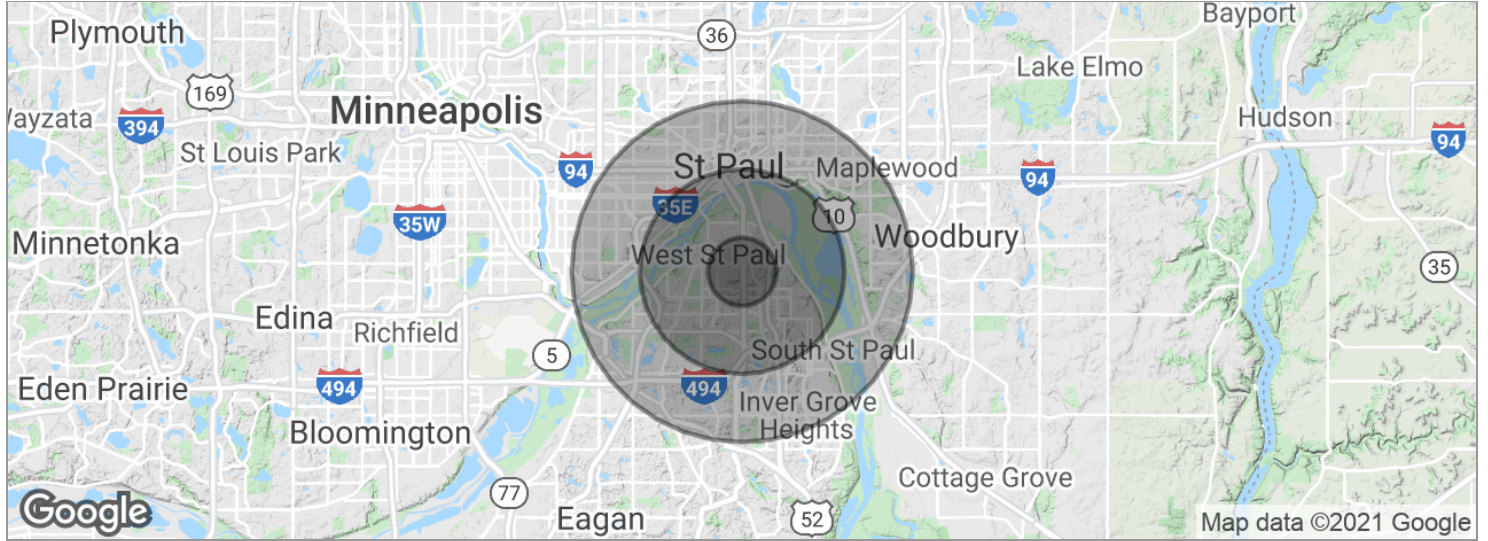 Bayport
Plymouth
36
Lake Elmo
169
Minneapolis
Hudson
Wayzata
394
94
St Louis Park
94
St Paul
Maplewood
94
35E
10
35W
Minnetonka
Woodbury
West St Paul
35
Edina
Richfield
5
South St Paul
Eden Prairie
494
494
Inver Grove
Heights
Bloomington
Cottage Grove
77
Google
Eagan
52
Map data ©2021 Google